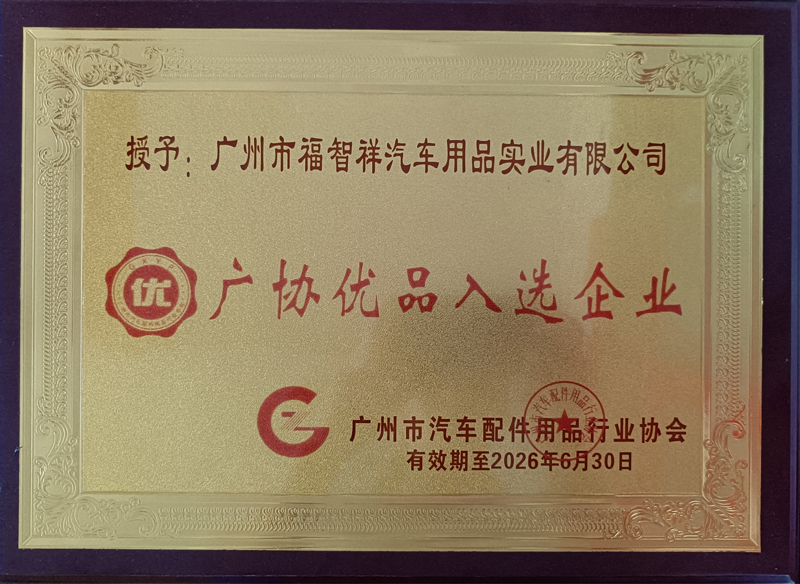 授予：广州市福智祥汽车用品实业有限公司
GXYP
优
广协优品入选企业
广州市汽车配件用品行业协会
有效期至2026年6月30日